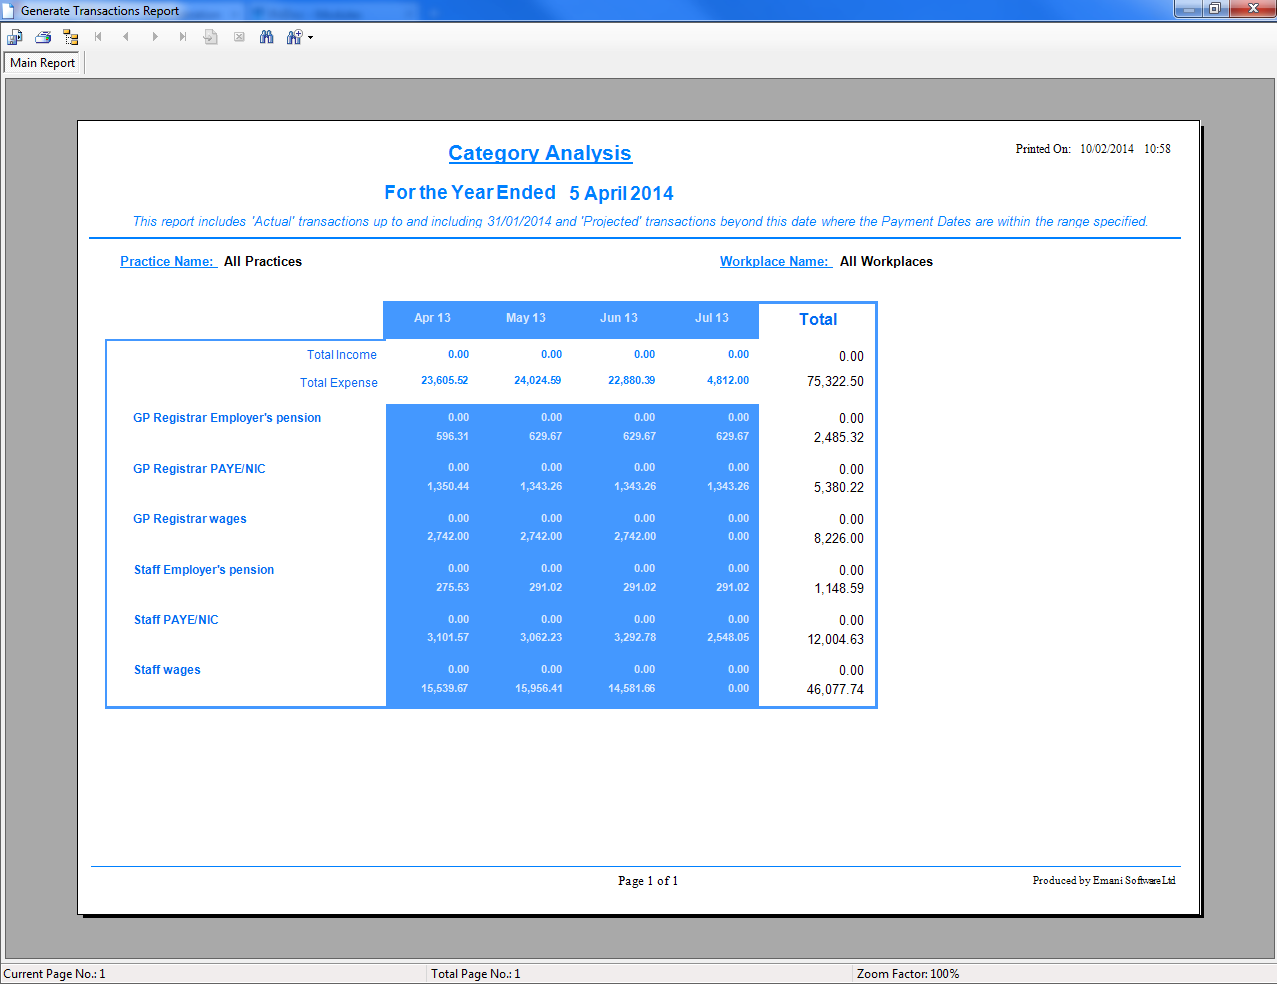 Generate Transactions Report
Main Report
Category Analysis
Printed On: 10/02/2014 10:58
For the Year Ended 5 April 2014
This report includes 'Actual' transactions up to and including 31/01/2014 and 'Projected' transactions beyond this date where the Payment Dates are within the range specified.
Practice Name: All Practices Workplace Name: All Workplaces
Apr 13 May 13 Jun 13 Jul 13 Total
Total Income 0.00 0.00 0.00 0.00 0.00
Total Expense 23,605.52 24,024.59 22,880.39 4,812.00 75,322.50
GP Registrar Employer's pension 0.00 0.00 0.00 0.00 0.00
596.31 629.67 629.67 629.67 2,485.32
GP Registrar PAYE/NIC 0.00 0.00 0.00 0.00 0.00
1,350.44 1,343.26 1,343.26 1,343.26 5,380.22
GP Registrar wages 0.00 0.00 0.00 0.00 0.00
2,742.00 2,742.00 2,742.00 0.00 8,226.00
Staff Employer's pension 0.00 0.00 0.00 0.00 0.00
275.53 291.02 291.02 291.02 1,148.59
Staff PAYE/NIC 0.00 0.00 0.00 0.00 0.00
3,101.57 3,062.23 3,292.78 2,548.05 12,004.63
Staff wages 0.00 0.00 0.00 0.00 0.00
15,539.67 15,956.41 14,581.66 0.00 46,077.74
Page 1 of 1
Produced by Emani Software Ltd
Current Page No.: 1 Total Page No.: 1 Zoom Factor: 100%